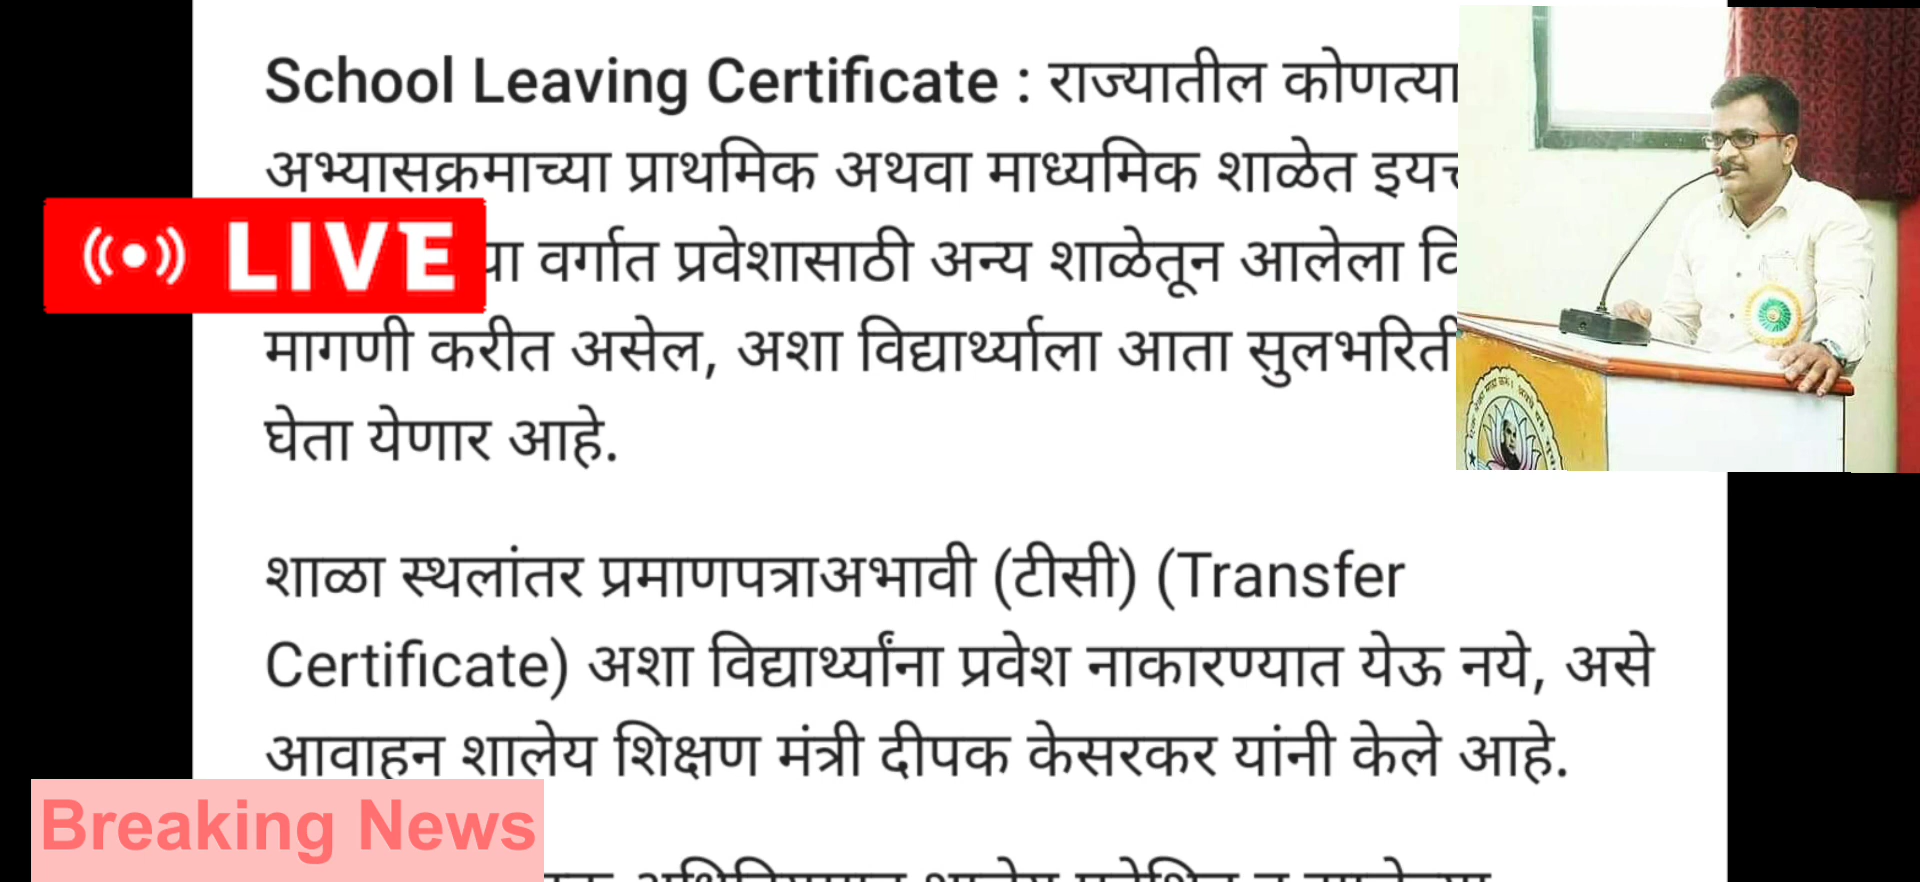 School Leaving Certificate : राज्यातील कोणत्या
अभ्यासक्रमाच्या प्राथमिक अथवा माध्यमिक शाळेत
LIVE
वर्गात प्रवेशासाठी अन्य शाळेतून आलेला
मागणी करीत असेल, अशा विद्यार्थ्याला आता
घेता येणार आहे.
शाळा स्थलांतर प्रमाणपत्राअभावी (टीसी) (Transfer
Certificate) अशा विद्यार्थ्यांना प्रवेश नाकारण्यात येऊ नये, असे
आवाहन शालेय शिक्षण मंत्री दीपक केसरकर यांनी केले आहे.
Breaking News